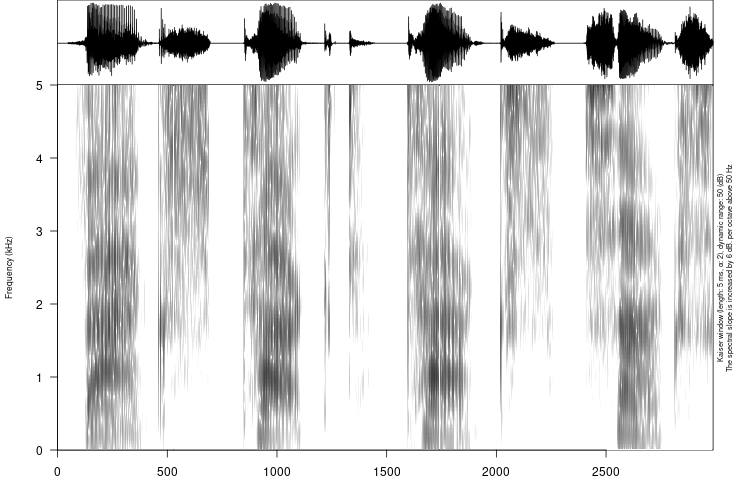 5
4
3
2
1
0
Frequency (kHz)
0 500 1000 1500 2000 2500
Kaiser window (length: 5 ms, α: 2), dynamic range: 50 (dB)
The spectral slope is increased by 6 dB per octave above 50 Hz